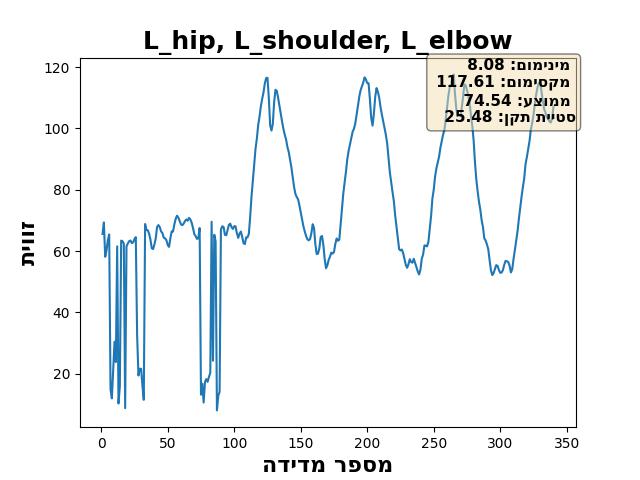 L_hip, L_shoulder, L_elbow
מינימום: 8.08
מקסימום: 117.61
ממוצע: 74.54
סטיית תקן: 25.48
120
100
80
60
40
20
זווית
0 50 100 150 200 250 300 350
מספר מדידה